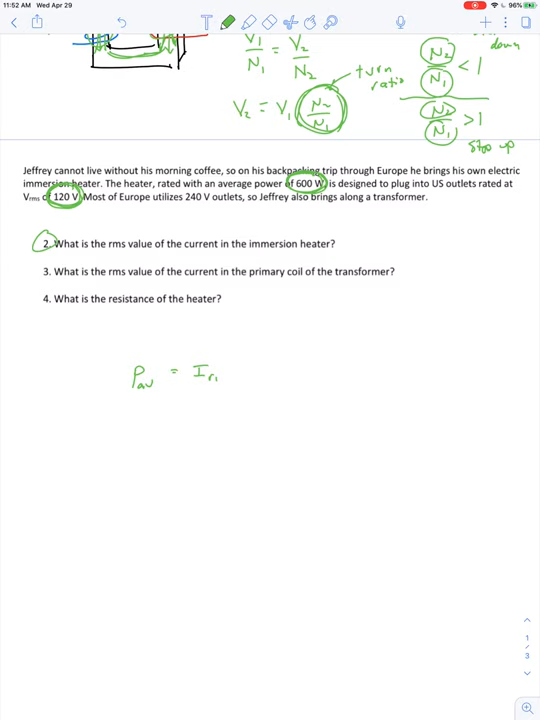 11:52 AM Wed Apr 29
96%
V1/N1 = V2/N2
turn ratio
V2 = V1 N2/N1
N2/N1 < 1
down
N2/N1 > 1
Step up
Jeffrey cannot live without his morning coffee, so on his backpacking trip through Europe he brings his own electric
immersion heater. The heater, rated with an average power of 600 W, is designed to plug into US outlets rated at
Vrms of 120 V. Most of Europe utilizes 240 V outlets, so Jeffrey also brings along a transformer.
2. What is the rms value of the current in the immersion heater?
3. What is the rms value of the current in the primary coil of the transformer?
4. What is the resistance of the heater?
Pav = Ir
1
/
3